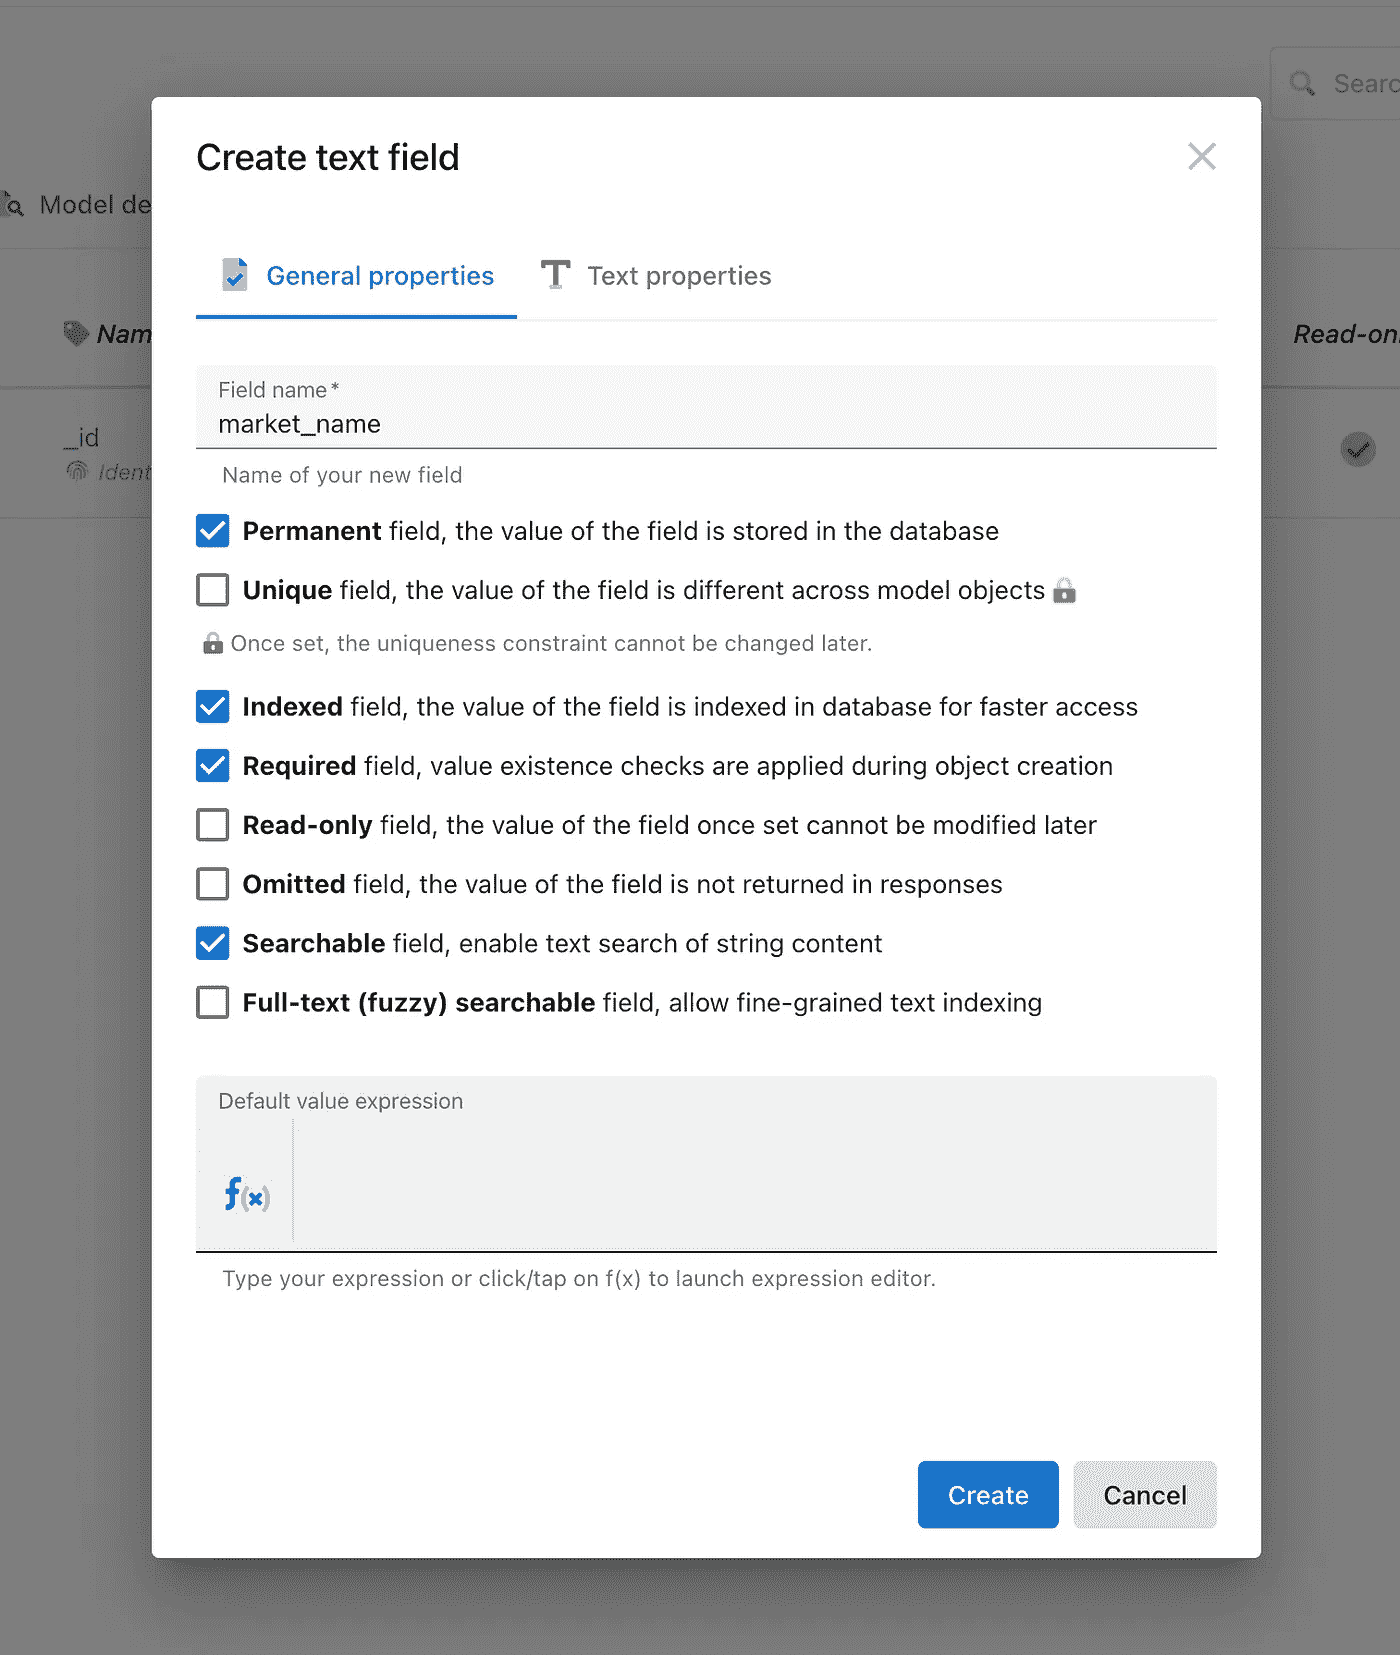 Searc
Create text field
Model de
General properties
Text properties
Nam
Read-on
Field name*
market_name
_id
Ident
Name of your new field
Permanent field, the value of the field is stored in the database
Unique field, the value of the field is different across model objects
Once set, the uniqueness constraint cannot be changed later.
Indexed field, the value of the field is indexed in database for faster access
Required field, value existence checks are applied during object creation
Read-only field, the value of the field once set cannot be modified later
Omitted field, the value of the field is not returned in responses
Searchable field, enable text search of string content
Full-text (fuzzy) searchable field, allow fine-grained text indexing
Default value expression
f(x)
Type your expression or click/tap on f(x) to launch expression editor.
Create
Cancel